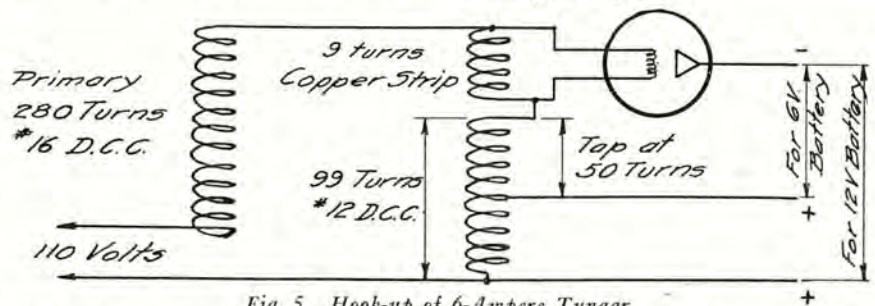 Primary
280 Turns
#16 D.C.C.
110 Volts
9 turns
Copper Strip
99 Turns
#12 D.C.C.
Tap at
50 Turns
-
For 6V.
Battery
+
For 12V Battery
+
Fig. 5. Hook-up of 6-Ampere Tungar